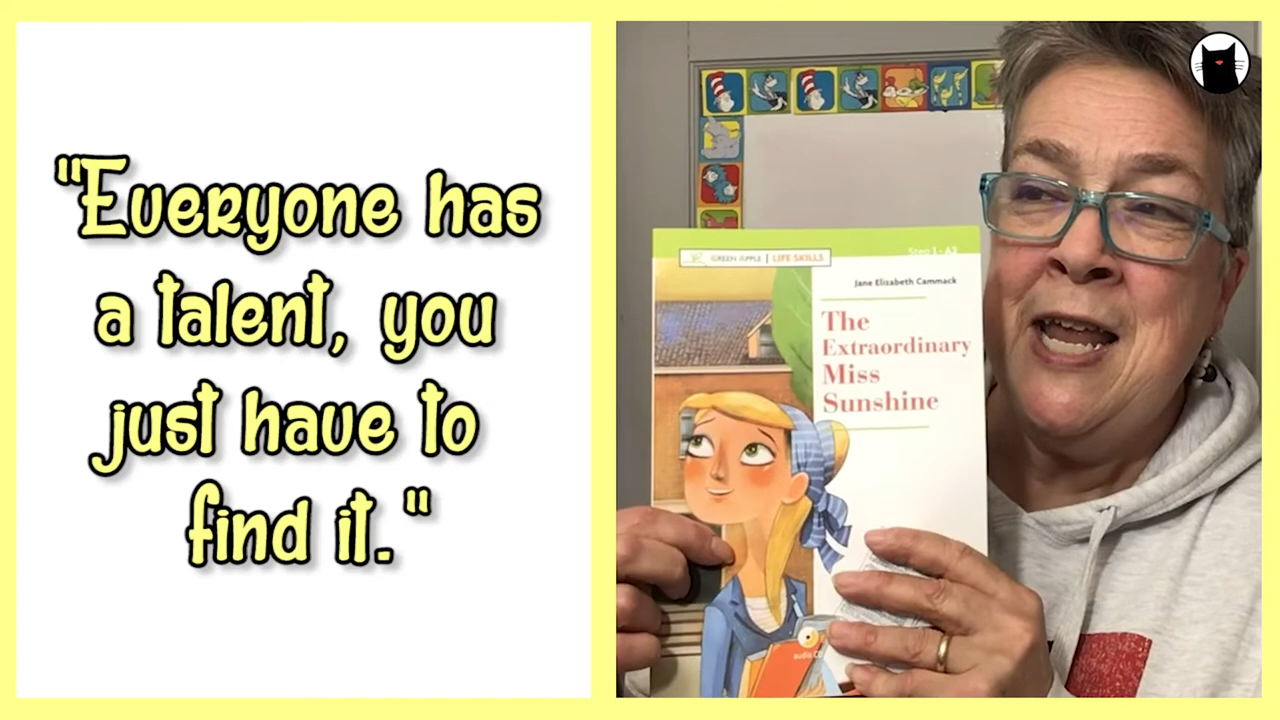 "Everyone has
a talent, you
just have to
find it."
GREEN APPLE | LIFE SKILLS
Step 1 - A2
Jane Elisabeth Cammack
The
Extraordinary
Miss
Sunshine
audio CD